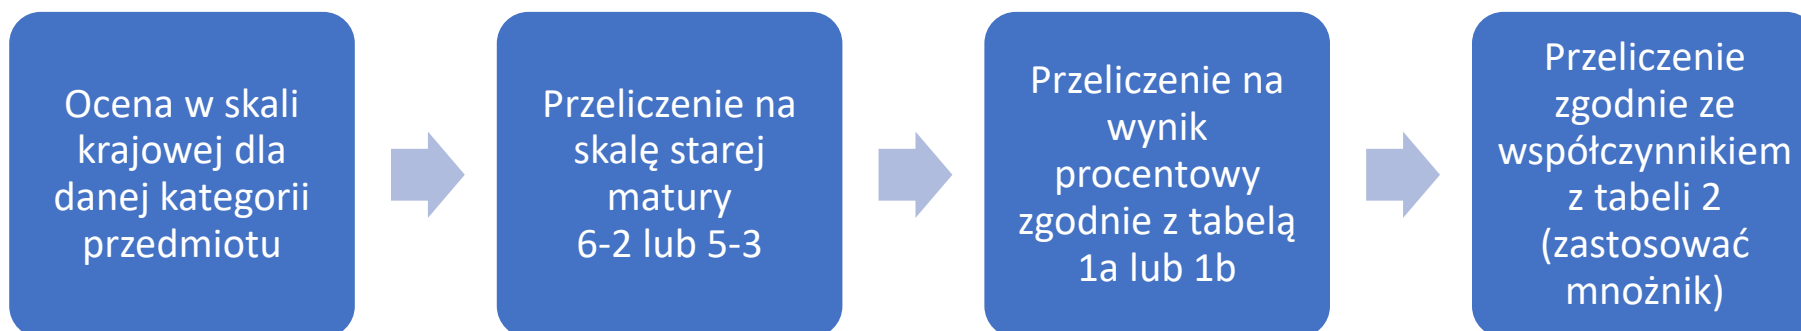 Ocena w skali
krajowej dla
danej kategorii
przedmiotu
Przeliczenie na
skalę starej
matury
6-2 lub 5-3
Przeliczenie na
wynik
procentowy
zgodnie z tabelą
1a lub 1b
Przeliczenie
zgodnie ze
współczynnikiem
z tabeli 2
(zastosować
mnożnik)